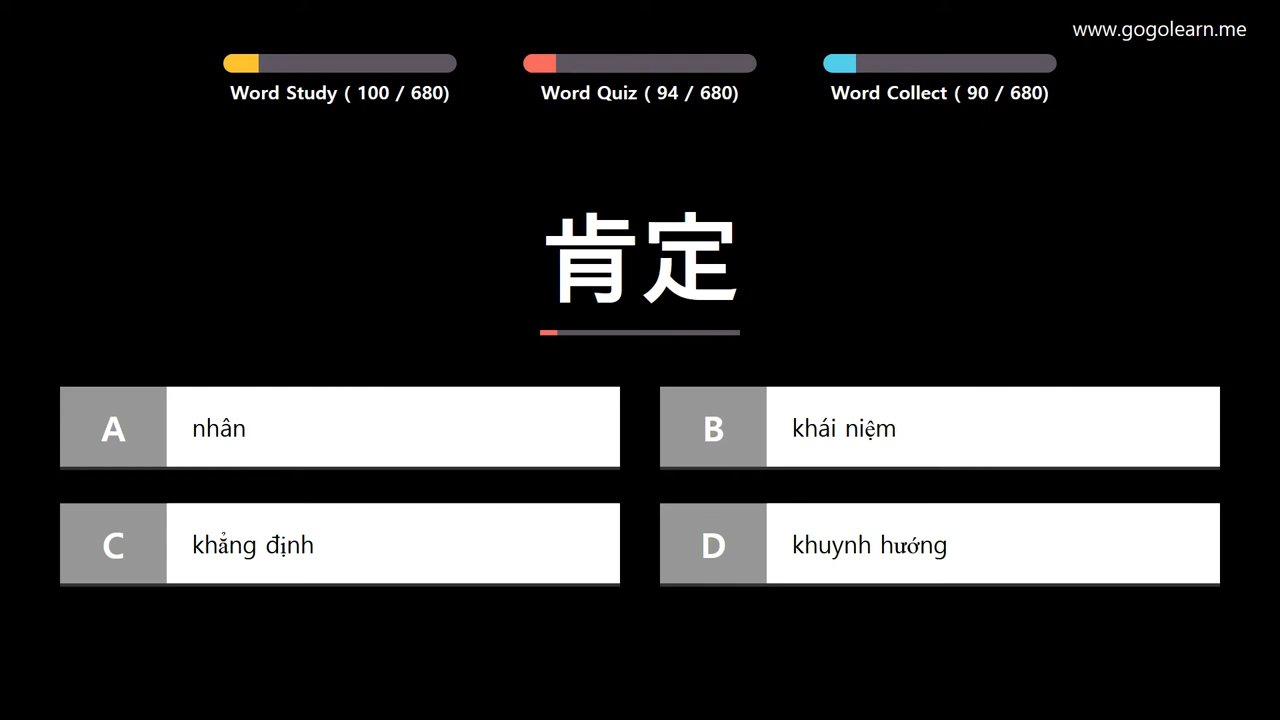 www.gogolearn.me
Word Study ( 100 / 680)
Word Quiz ( 94 / 680)
Word Collect ( 90 / 680)
肯定
A nhân
B khái niệm
C khẳng định
D khuynh hướng